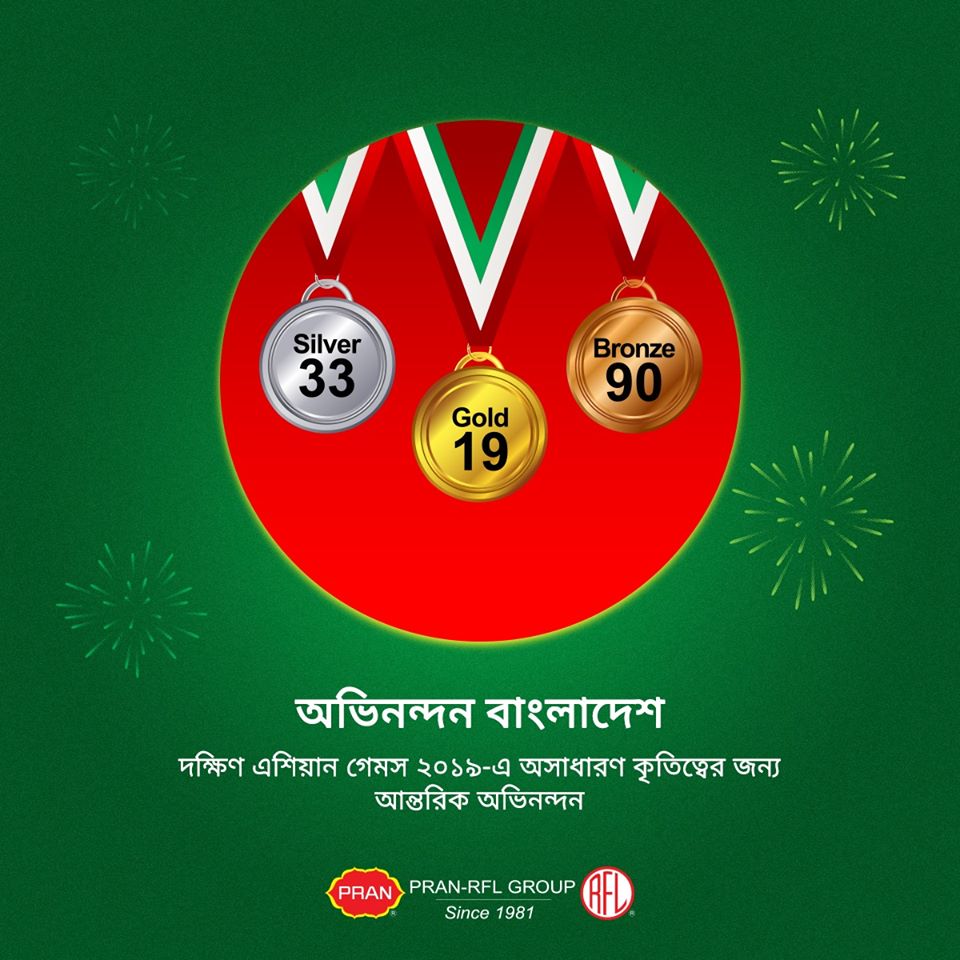 Silver
33
Gold
19
Bronze
90
অভিনন্দন বাংলাদেশ
দক্ষিণ এশিয়ান গেমস ২০১৯-এ অসাধারণ কৃতিত্বের জন্য
আন্তরিক অভিনন্দন
PRAN
PRAN-RFL GROUP
Since 1981
RFL